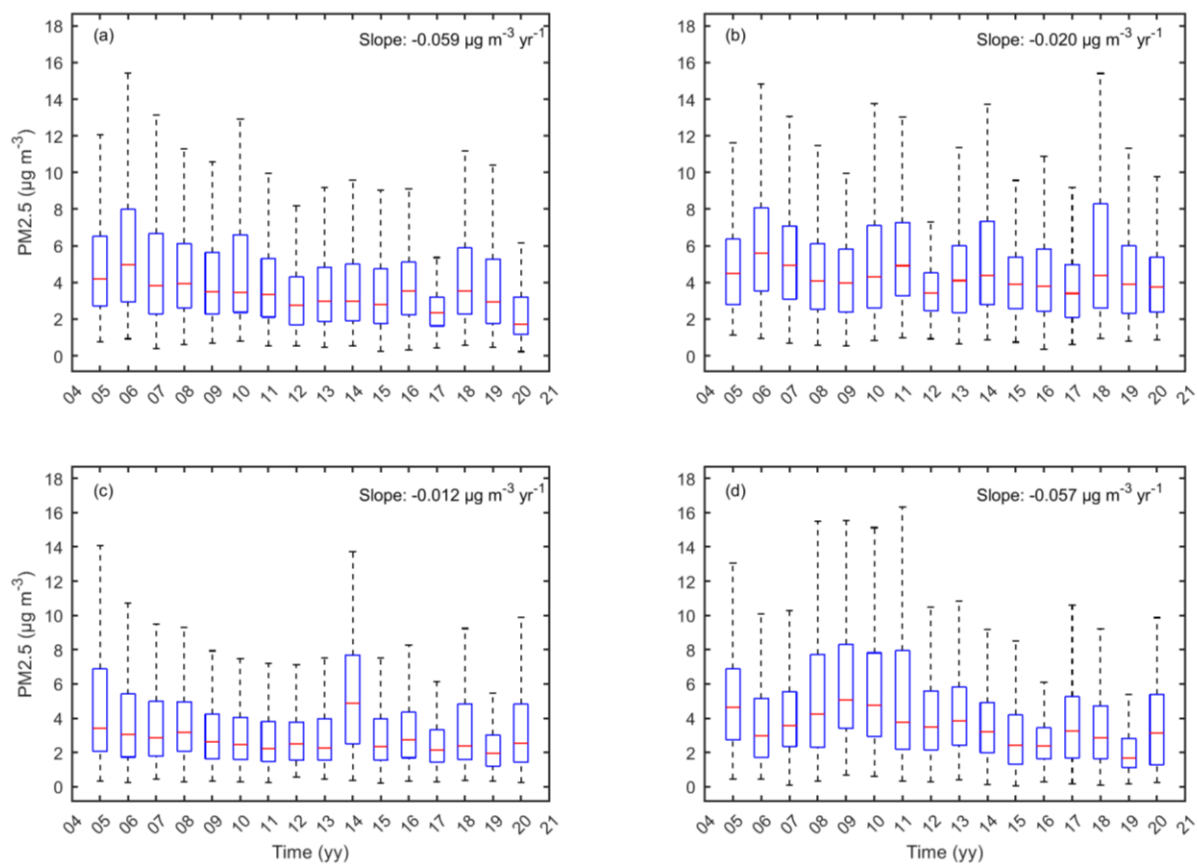 (a) Slope: -0.059 µg m-3 yr-1
(b) Slope: -0.020 µg m-3 yr-1
PM2.5 (µg m-3)
18 16 14 12 10 8 6 4 2 0
18 16 14 12 10 8 6 4 2 0
04 05 06 07 08 09 10 11 12 13 14 15 16 17 18 19 20 21
04 05 06 07 08 09 10 11 12 13 14 15 16 17 18 19 20 21
(c) Slope: -0.012 µg m-3 yr-1
(d) Slope: -0.057 µg m-3 yr-1
PM2.5 (µg m-3)
18 16 14 12 10 8 6 4 2 0
18 16 14 12 10 8 6 4 2 0
04 05 06 07 08 09 10 11 12 13 14 15 16 17 18 19 20 21
04 05 06 07 08 09 10 11 12 13 14 15 16 17 18 19 20 21
Time (yy)
Time (yy)